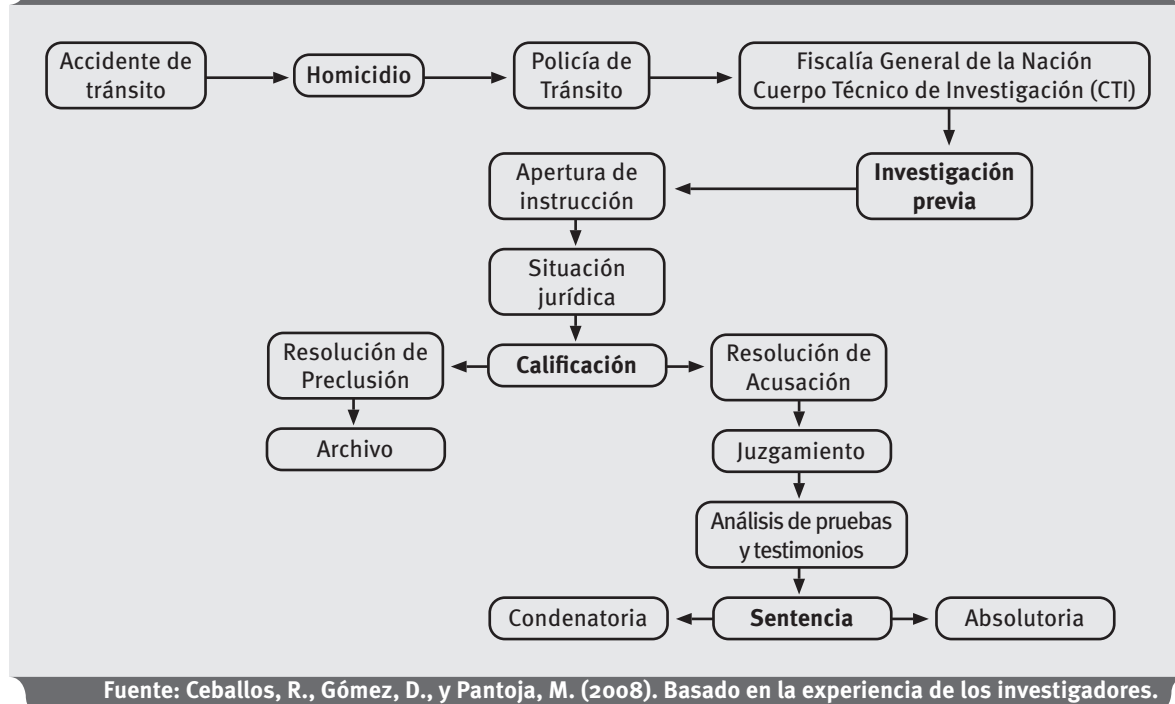 Accidente de
tránsito
Homicidio
Policía de
Tránsito
Fiscalía General de la Nación
Cuerpo Técnico de Investigación (CTI)
Investigación
previa
Apertura de
instrucción
Situación
jurídica
Calificación
Resolución de
Preclusión
Archivo
Resolución de
Acusación
Juzgamiento
Análisis de pruebas
y testimonios
Sentencia
Condenatoria
Absolutoria
Fuente: Ceballos, R., Gómez, D., y Pantoja, M. (2008). Basado en la experiencia de los investigadores.